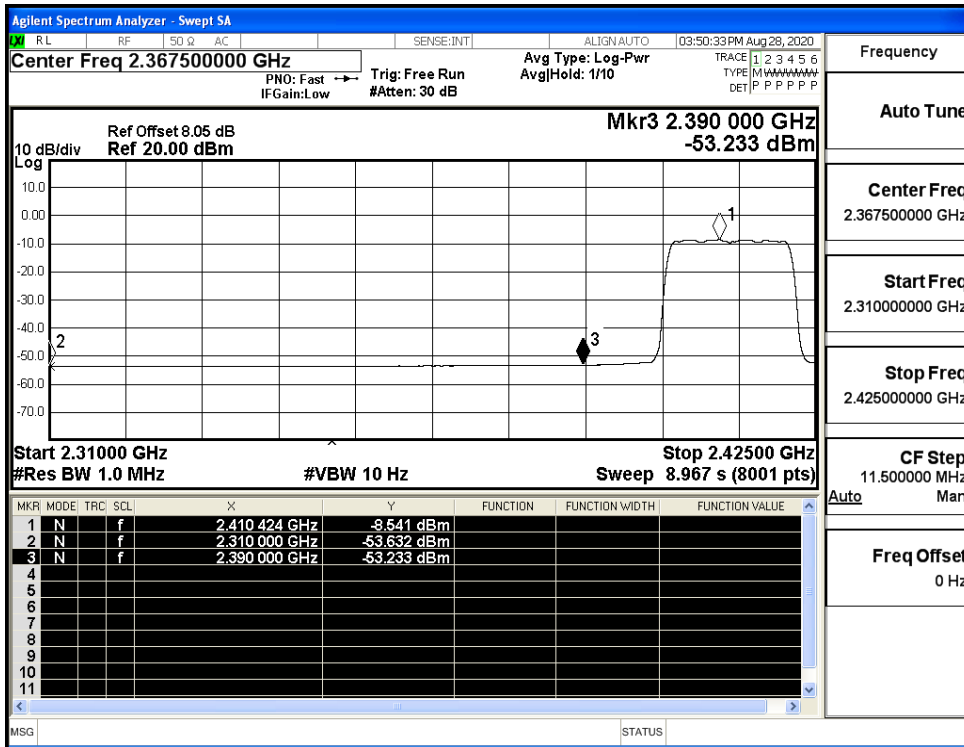 Agilent Spectrum Analyzer - Swept SA
LXI RL RF 50 Ω AC SENSE:INT ALIGN AUTO 03:50:33 PM Aug 28, 2020
Center Freq 2.367500000 GHz
PNO: Fast
IFGain:Low
Trig: Free Run
#Atten: 30 dB
Avg Type: Log-Pwr
Avg|Hold: 1/10
TRACE 1 2 3 4 5 6
TYPE M W W W W W
DET P P P P P P
Mkr3 2.390 000 GHz
-53.233 dBm
Ref Offset 8.05 dB
10 dB/div Ref 20.00 dBm
Log
10.0
0.00
-10.0
-20.0
-30.0
-40.0
-50.0
-60.0
-70.0
1
2
3
Start 2.31000 GHz Stop 2.42500 GHz
#Res BW 1.0 MHz #VBW 10 Hz Sweep 8.967 s (8001 pts)
MKR MODE TRC SCL X Y FUNCTION FUNCTION WIDTH FUNCTION VALUE
1 N f 2.410 424 GHz -8.541 dBm
2 N f 2.310 000 GHz -53.632 dBm
3 N f 2.390 000 GHz -53.233 dBm
4
5
6
7
8
9
10
11
MSG STATUS
Frequency
Auto Tune
Center Freq
2.367500000 GHz
Start Freq
2.310000000 GHz
Stop Freq
2.425000000 GHz
CF Step
11.500000 MHz
Auto Man
Freq Offset
0 Hz